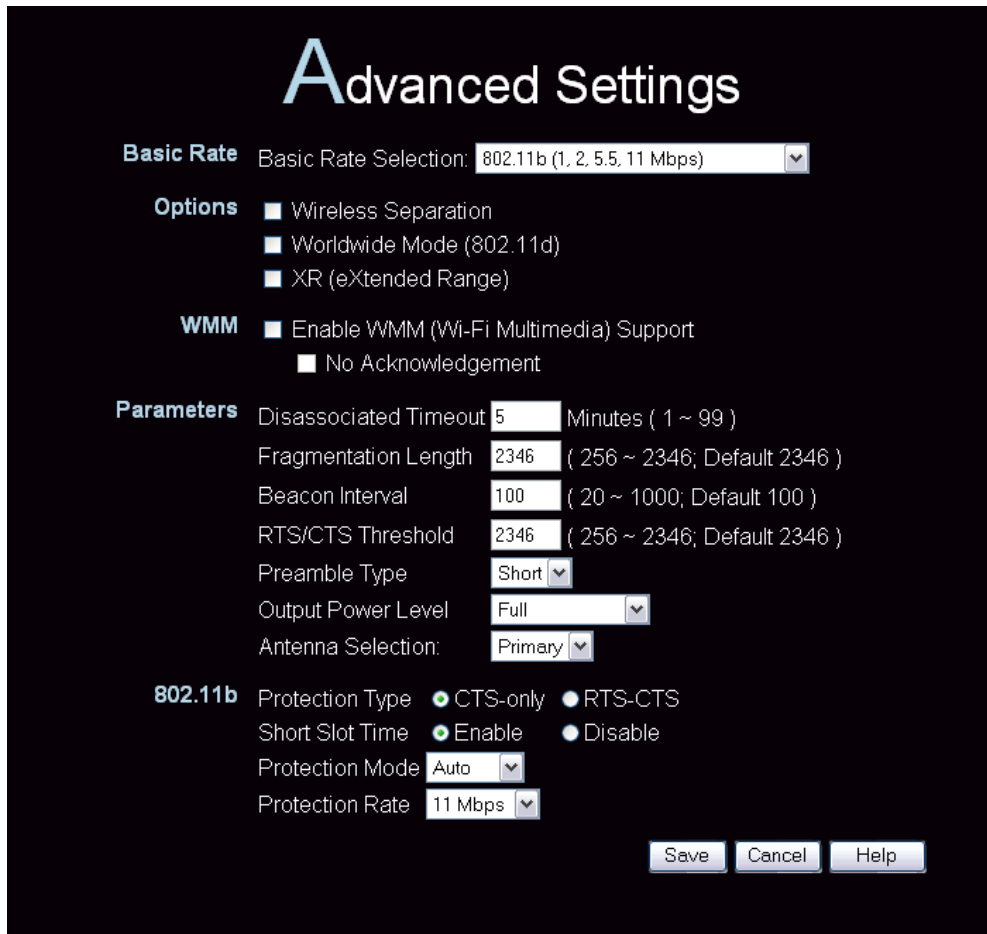 Advanced Settings
Basic Rate Basic Rate Selection: 802.11b (1, 2, 5.5, 11 Mbps)
Options Wireless Separation
Worldwide Mode (802.11d)
XR (eXtended Range)
WMM Enable WMM (Wi-Fi Multimedia) Support
No Acknowledgement
Parameters Disassociated Timeout 5 Minutes ( 1 ~ 99 )
Fragmentation Length 2346 ( 256 ~ 2346; Default 2346 )
Beacon Interval 100 ( 20 ~ 1000; Default 100 )
RTS/CTS Threshold 2346 ( 256 ~ 2346; Default 2346 )
Preamble Type Short
Output Power Level Full
Antenna Selection: Primary
802.11b Protection Type CTS-only RTS-CTS
Short Slot Time Enable Disable
Protection Mode Auto
Protection Rate 11 Mbps
Save Cancel Help